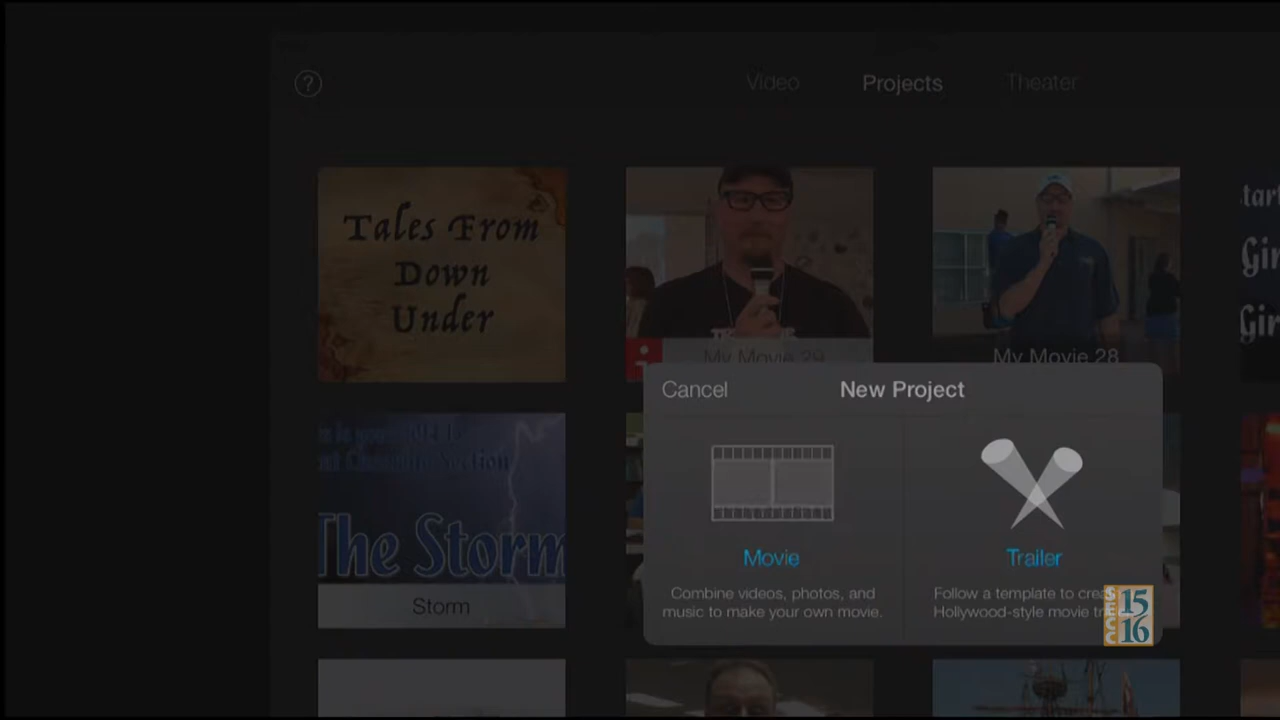 ?
Video
Projects
Theater
Tales From
Down
Under
My Movie 29
My Movie 28
Gir
Gir
Cancel
New Project
Movie
Trailer
Combine videos, photos, and
music to make your own movie.
Follow a template to crea
Hollywood-style movie tr
The Storm
Storm
15
16